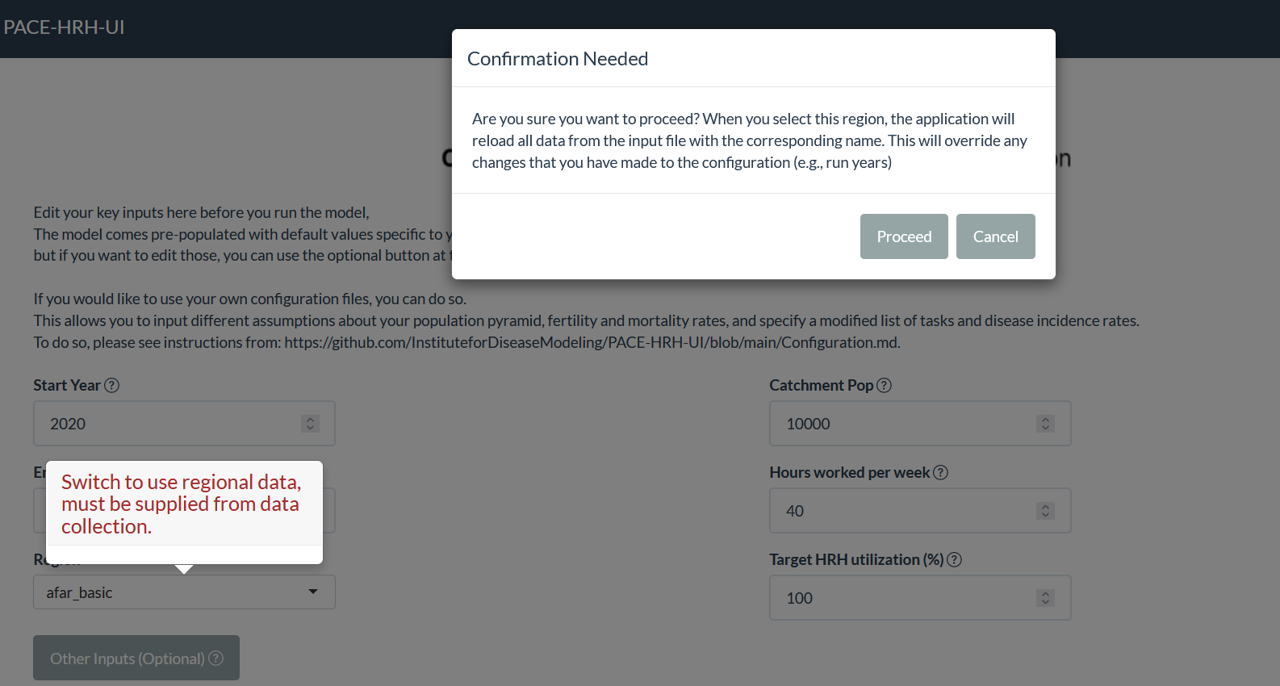 PACE-HRH-UI
Confirmation Needed
Are you sure you want to proceed? When you select this region, the application will
reload all data from the input file with the corresponding name. This will override any
changes that you have made to the configuration (e.g., run years)
Proceed
Cancel
Edit your key inputs here before you run the model,
The model comes pre-populated with default values specific to
but if you want to edit those, you can use the optional button at
If you would like to use your own configuration files, you can do so.
This allows you to input different assumptions about your population pyramid, fertility and mortality rates, and specify a modified list of tasks and disease incidence rates.
To do so, please see instructions from: https://github.com/InstituteforDiseaseModeling/PACE-HRH-UI/blob/main/Configuration.md.
Start Year
2020
Catchment Pop
10000
Switch to use regional data,
must be supplied from data
collection.
Hours worked per week
40
Region
afar_basic
Target HRH utilization (%)
100
Other Inputs (Optional)